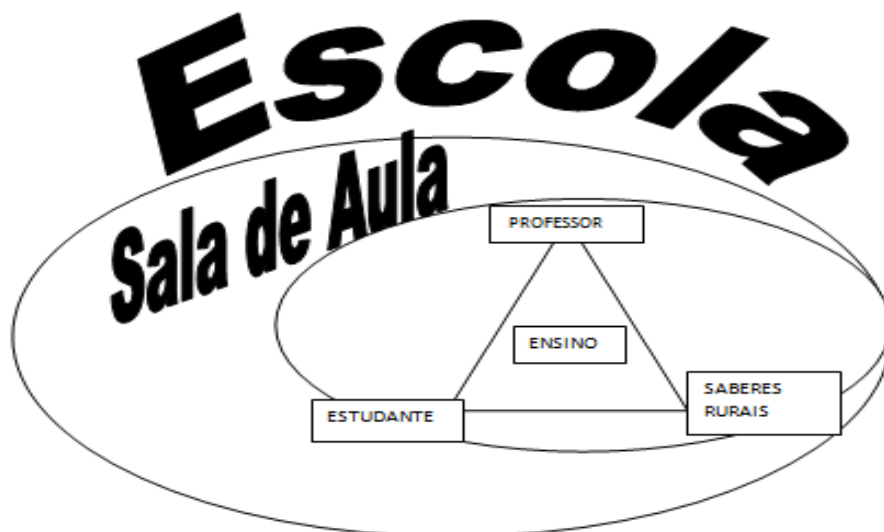 Escola
Sala de Aula
PROFESSOR
ENSINO
ESTUDANTE
SABERES
RURAIS